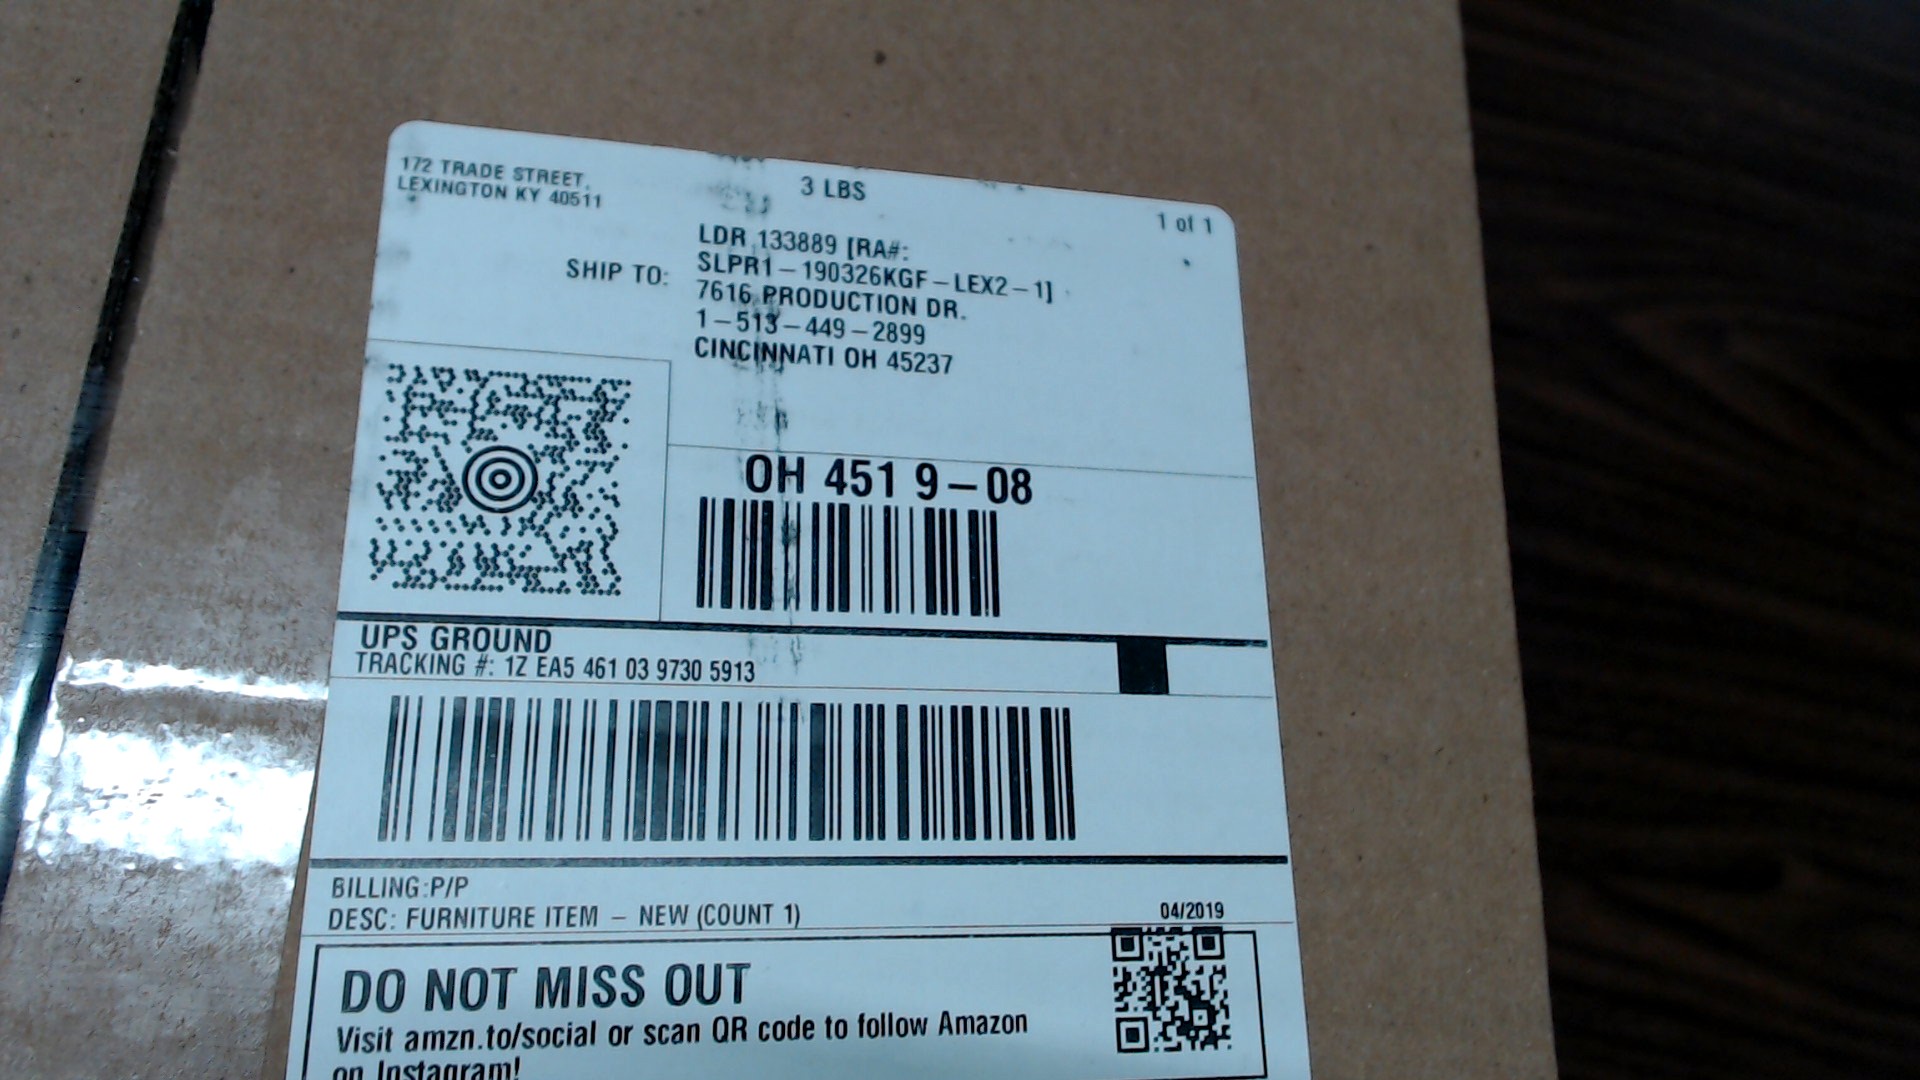 172 TRADE STREET,
LEXINGTON KY 40511
3 LBS
1 of 1
SHIP TO:
LDR 133889 [RA#:
SLPR1-190326KGF-LEX2-1]
7616 PRODUCTION DR.
1-513-449-2899
CINCINNATI OH 45237
OH 451 9-08
UPS GROUND
TRACKING #: 1Z EA5 461 03 9730 5913
BILLING:P/P
DESC: FURNITURE ITEM - NEW (COUNT 1)
04/2019
DO NOT MISS OUT
Visit amzn.to/social or scan QR code to follow Amazon
on Instagram!